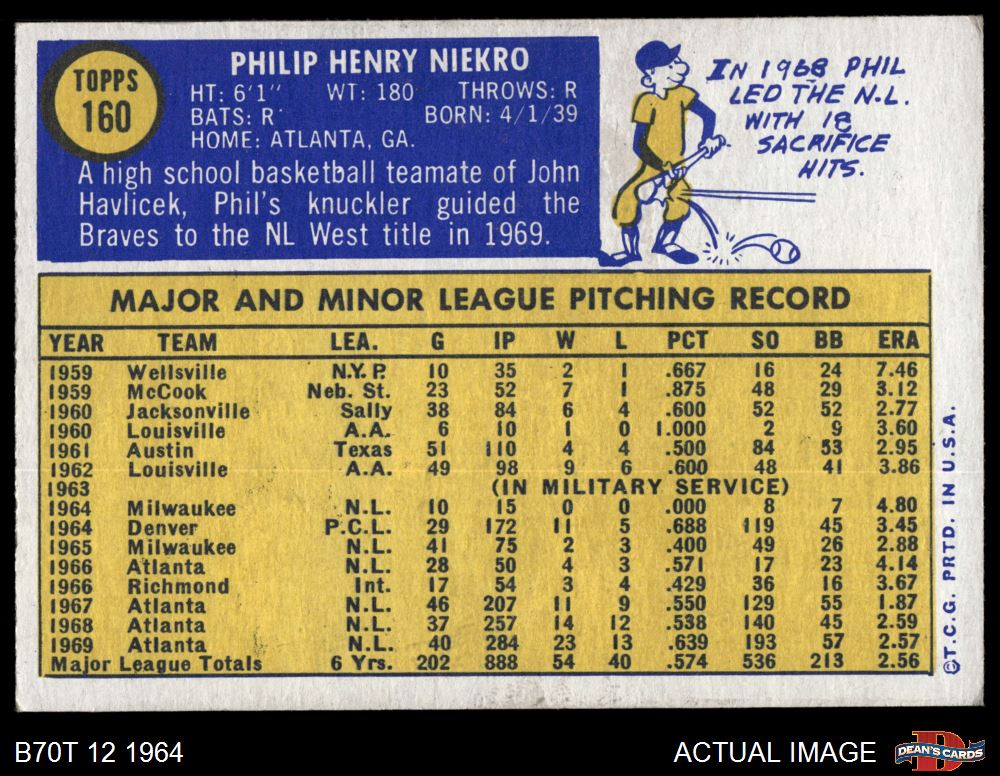 TOPPS
160
PHILIP HENRY NIEKRO
HT: 6'1" WT: 180 THROWS: R
BATS: R BORN: 4/1/39
HOME: ATLANTA, GA.
A high school basketball teamate of John
Havlicek, Phil's knuckler guided the
Braves to the NL West title in 1969.
IN 1968 PHIL
LED THE N.L.
WITH 18
SACRIFICE
HITS.
MAJOR AND MINOR LEAGUE PITCHING RECORD
YEAR TEAM LEA. G IP W L PCT SO BB ERA
1959 Wellsville N.Y.P. 10 35 2 1 .667 16 24 7.46
1959 McCook Neb. St. 23 52 7 1 .875 48 29 3.12
1960 Jacksonville Sally 38 84 6 4 .600 52 52 2.77
1960 Louisville A.A. 6 10 1 0 1.000 2 9 3.60
1961 Austin Texas 51 110 4 4 .500 84 53 2.95
1962 Louisville A.A. 49 98 9 6 .600 48 41 3.86
1963 (IN MILITARY SERVICE)
1964 Milwaukee N.L. 10 15 0 0 .000 8 7 4.80
1964 Denver P.C.L. 29 172 11 5 .688 119 45 3.45
1965 Milwaukee N.L. 41 75 2 3 .400 49 26 2.88
1966 Atlanta N.L. 28 50 4 3 .571 17 23 4.14
1966 Richmond Int. 17 54 3 4 .429 36 16 3.67
1967 Atlanta N.L. 46 207 11 9 .550 129 55 1.87
1968 Atlanta N.L. 37 257 14 12 .538 140 45 2.59
1969 Atlanta N.L. 40 284 23 13 .639 193 57 2.57
Major League Totals 6 Yrs. 202 888 54 40 .574 536 213 2.56
©T.C.G. PRTD. IN U.S.A.
B70T 12 1964
ACTUAL IMAGE
DEAN'S CARDS